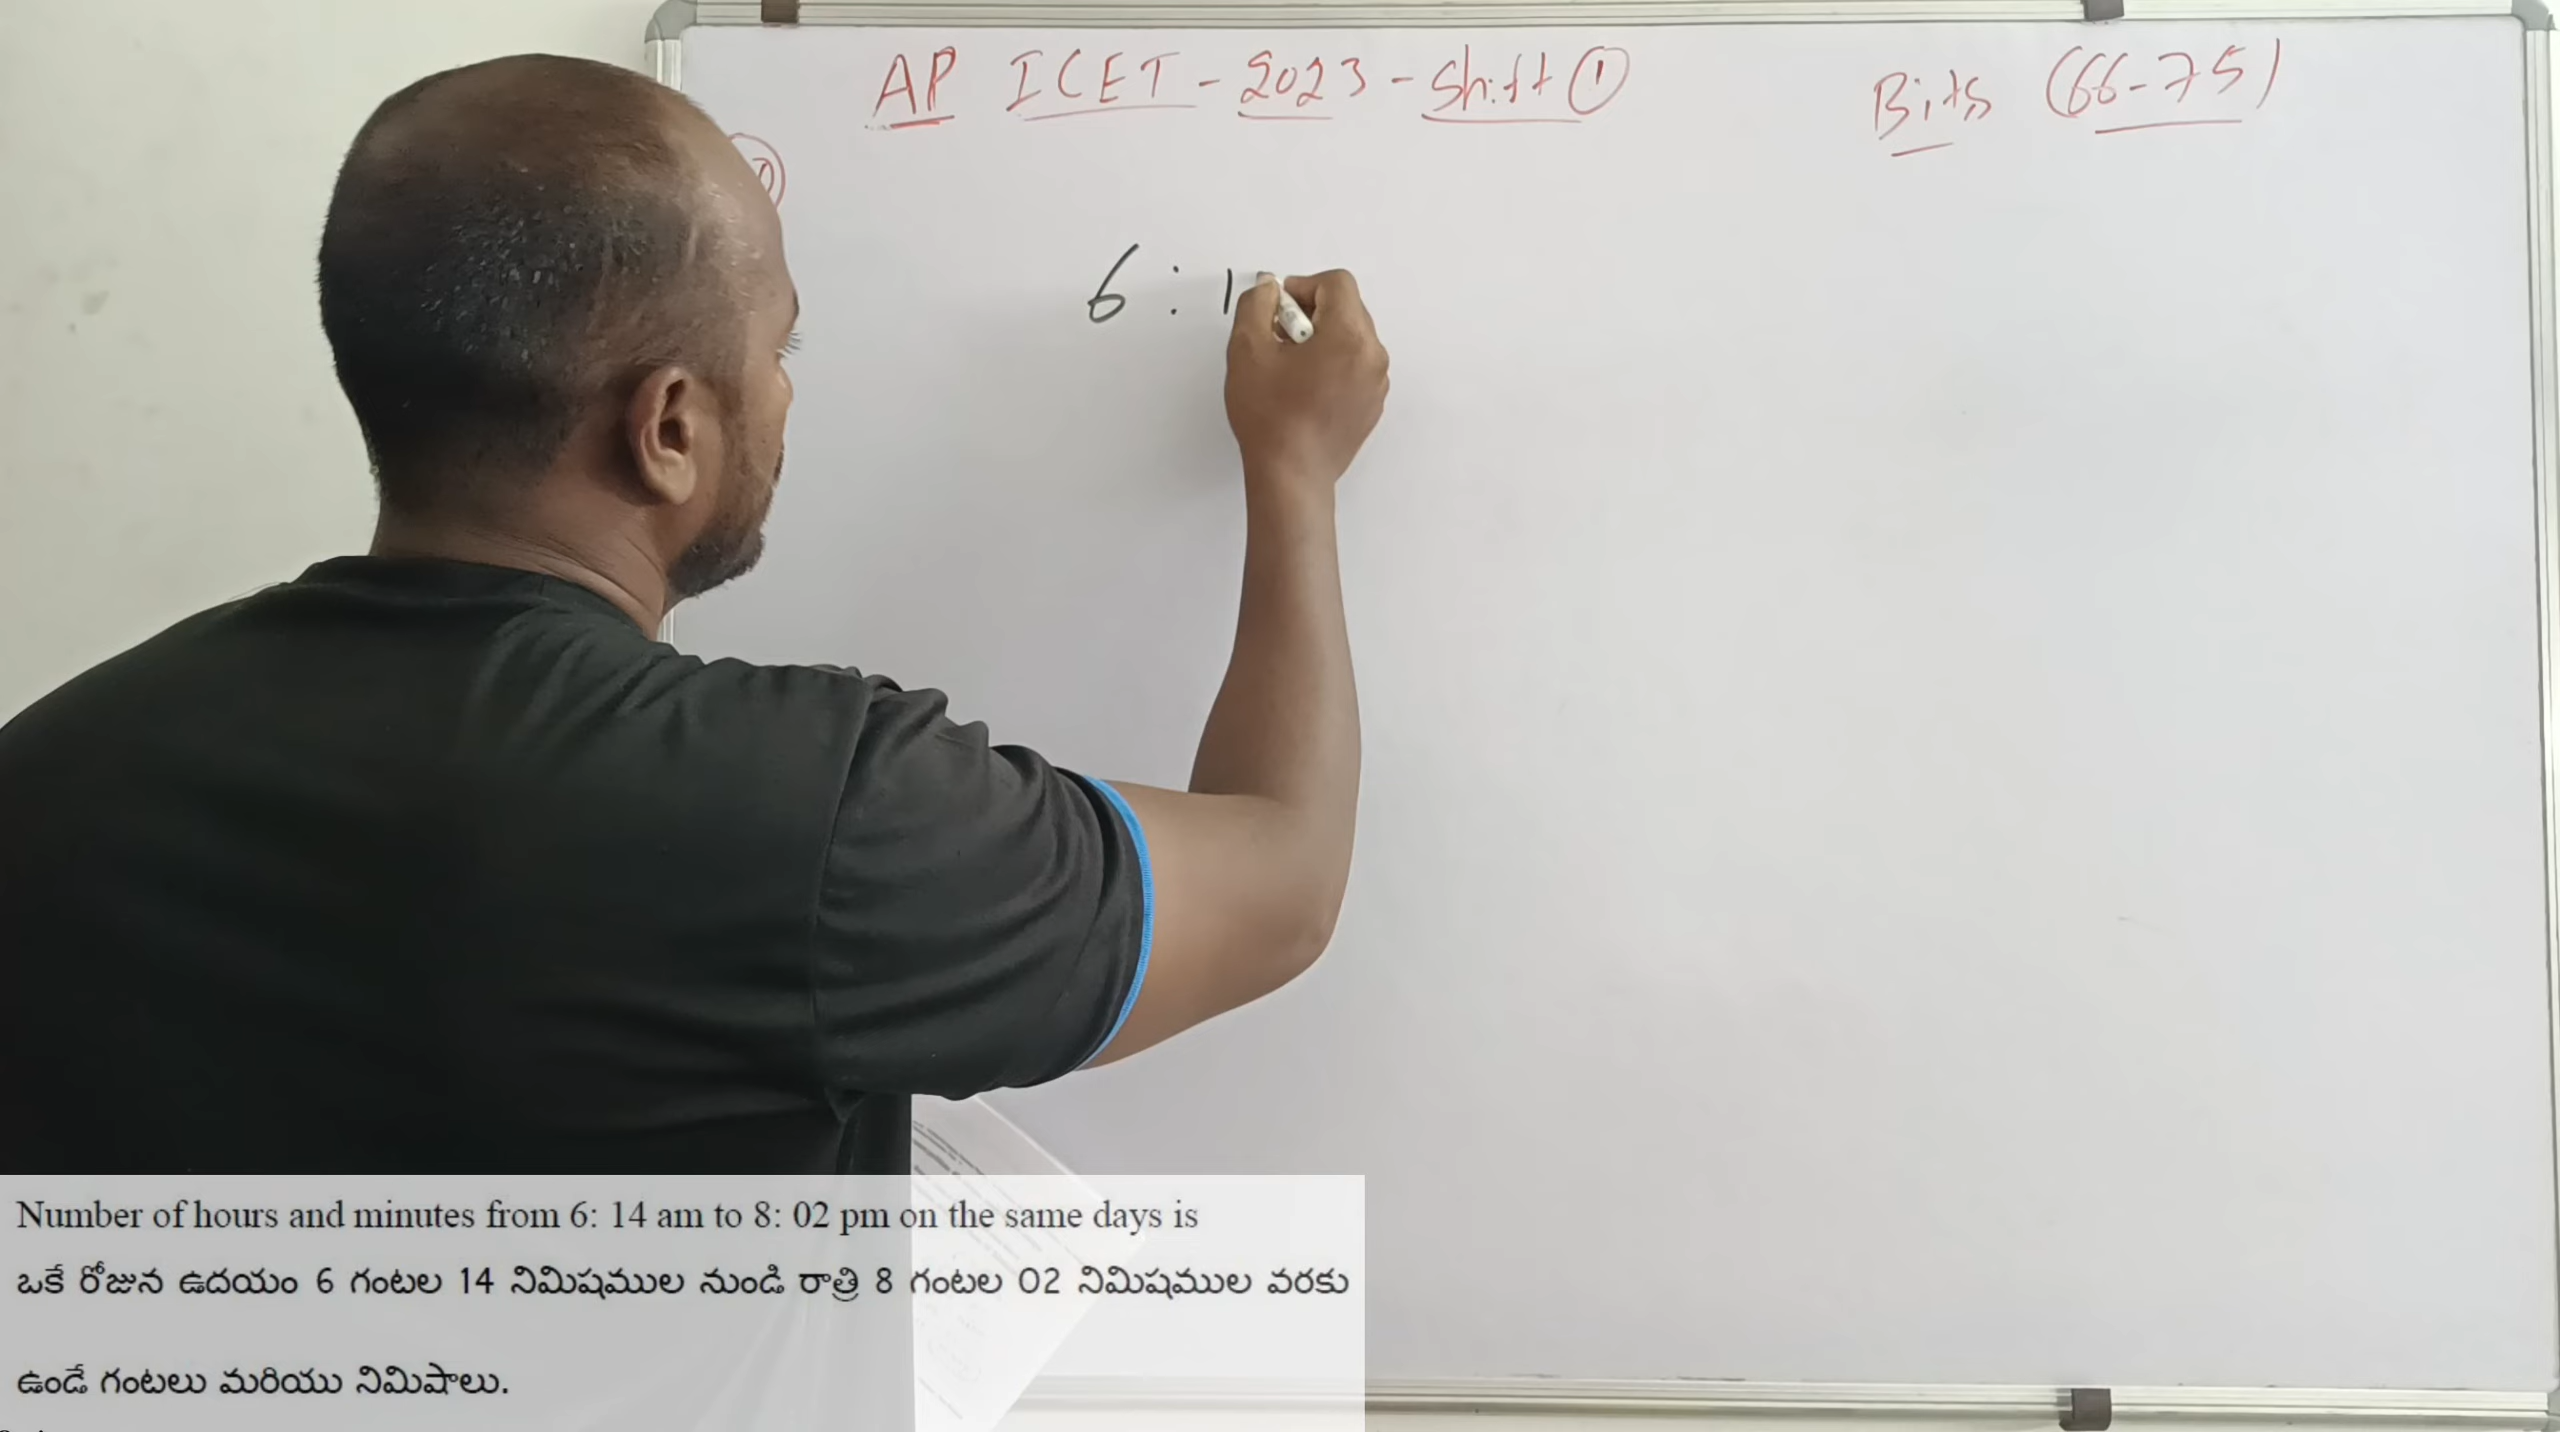 AP ICET - 2023 - Shift ①
Bits (66-75)
6 : 1
Number of hours and minutes from 6: 14 am to 8: 02 pm on the same days is
ఒకే రోజున ఉదయం 6 గంటల 14 నిమిషముల నుండి రాత్రి 8 గంటల 02 నిమిషముల వరకు
ఉండే గంటలు మరియు నిమిషాలు.